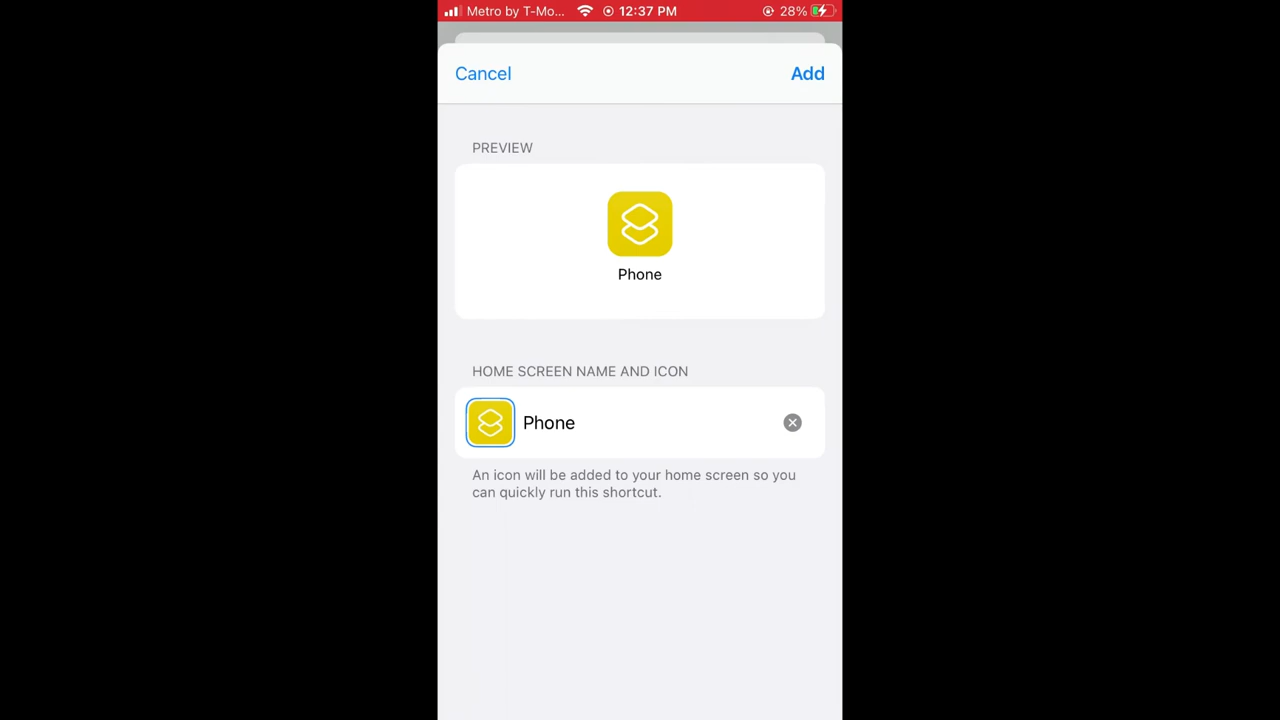 Metro by T-Mo... 12:37 PM 28%
Cancel Add
PREVIEW
Phone
HOME SCREEN NAME AND ICON
Phone
An icon will be added to your home screen so you
can quickly run this shortcut.